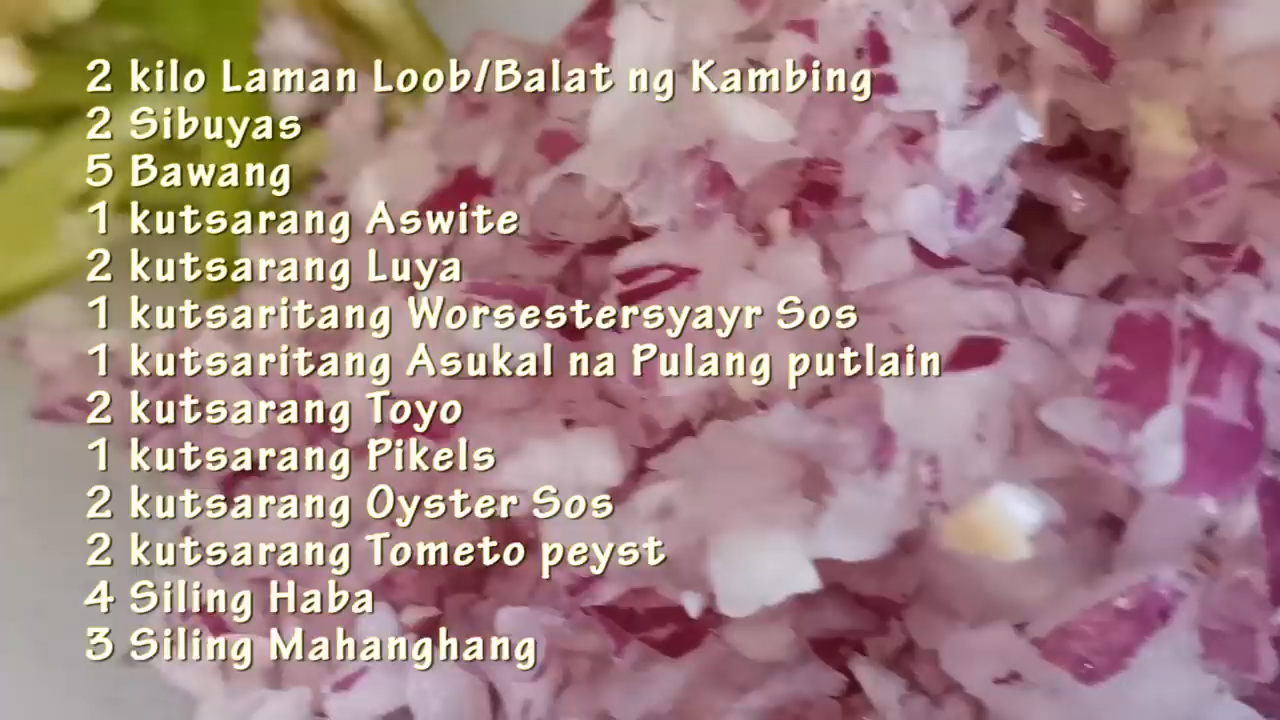 2 kilo Laman Loob/Balat ng Kambing
2 Sibuyas
5 Bawang
1 kutsarang Aswite
2 kutsarang Luya
1 kutsaritang Worsestersyayr Sos
1 kutsaritang Asukal na Pulang putlain
2 kutsarang Toyo
1 kutsarang Pikels
2 kutsarang Oyster Sos
2 kutsarang Tometo peyst
4 Siling Haba
3 Siling Mahanghang